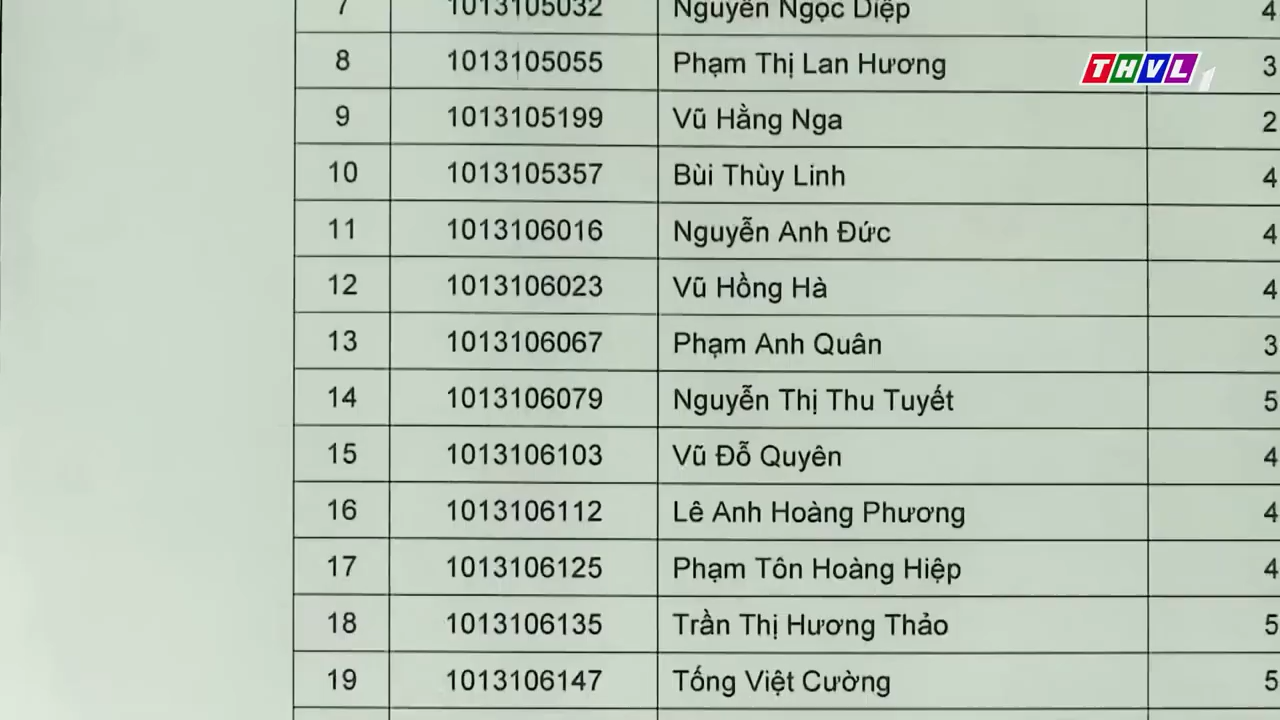 7 1013105032 Nguyễn Ngọc Diệp 4
8 1013105055 Phạm Thị Lan Hương 3
THVL 1
9 1013105199 Vũ Hằng Nga 2
10 1013105357 Bùi Thùy Linh 4
11 1013106016 Nguyễn Anh Đức 4
12 1013106023 Vũ Hồng Hà 4
13 1013106067 Phạm Anh Quân 3
14 1013106079 Nguyễn Thị Thu Tuyết 5
15 1013106103 Vũ Đỗ Quyên 4
16 1013106112 Lê Anh Hoàng Phương 4
17 1013106125 Phạm Tôn Hoàng Hiệp 4
18 1013106135 Trần Thị Hương Thảo 5
19 1013106147 Tống Việt Cường 5